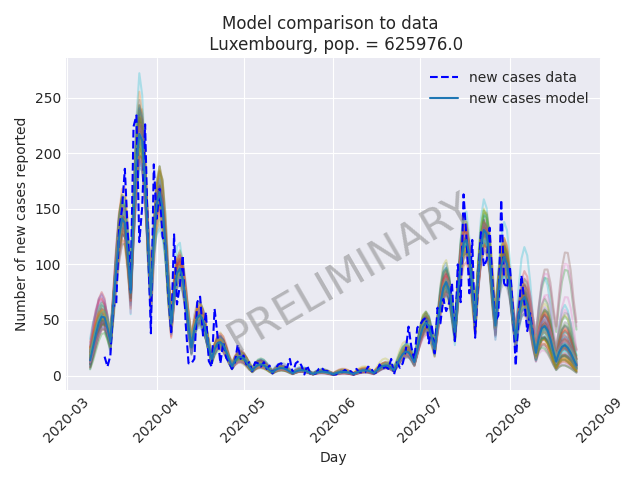 Model comparison to data
Luxembourg, pop. = 625976.0
new cases data
new cases model
Number of new cases reported
250
200
150
100
50
0
PRELIMINARY
2020-03
2020-04
2020-05
2020-06
2020-07
2020-08
2020-09
Day